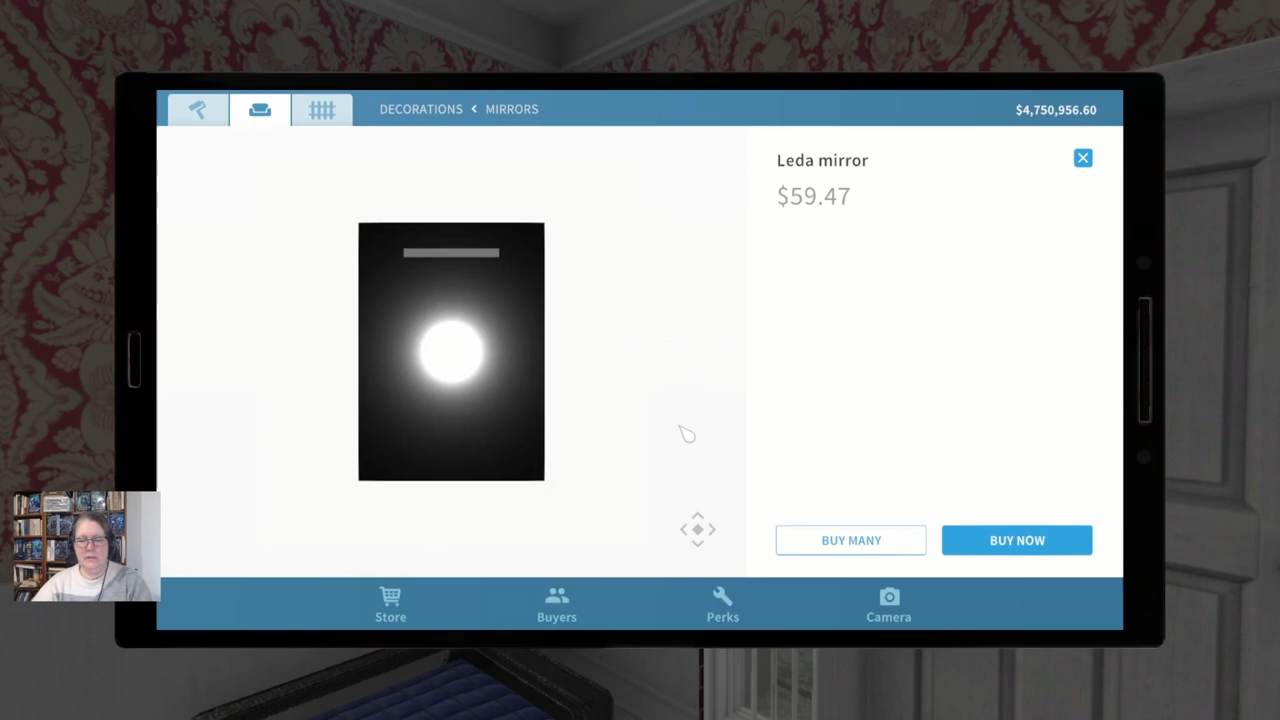 DECORATIONS < MIRRORS
$4,750,956.60
Leda mirror
$59.47
BUY MANY
BUY NOW
Store
Buyers
Perks
Camera